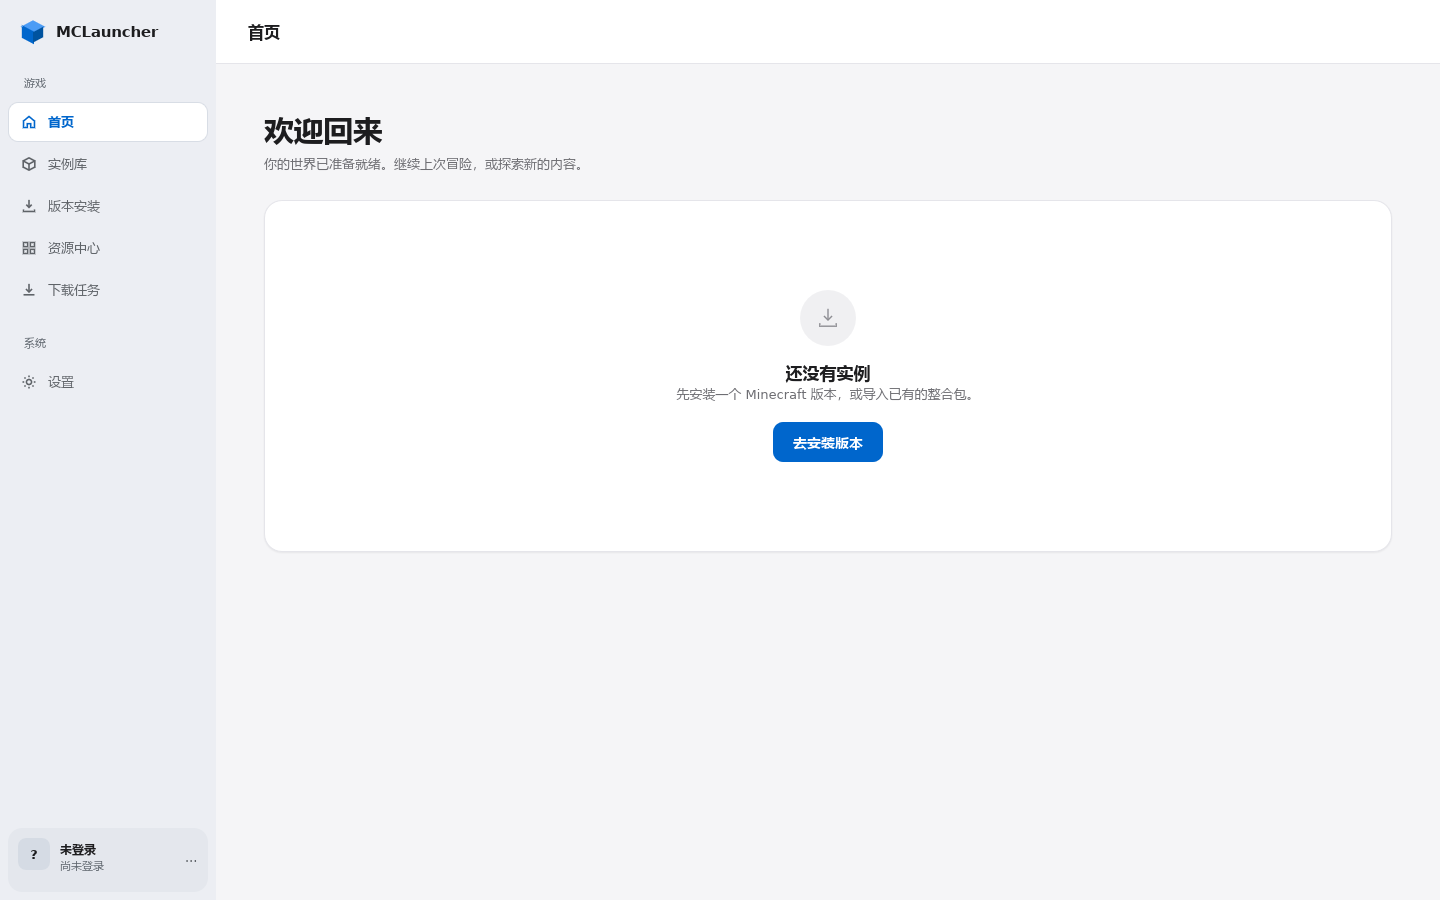 MCLauncher
游戏
首页
实例库
版本安装
资源中心
下载任务
系统
设置
?
未登录
尚未登录
...
首页
欢迎回来
你的世界已准备就绪。继续上次冒险，或探索新的内容。
还没有实例
先安装一个 Minecraft 版本，或导入已有的整合包。
去安装版本